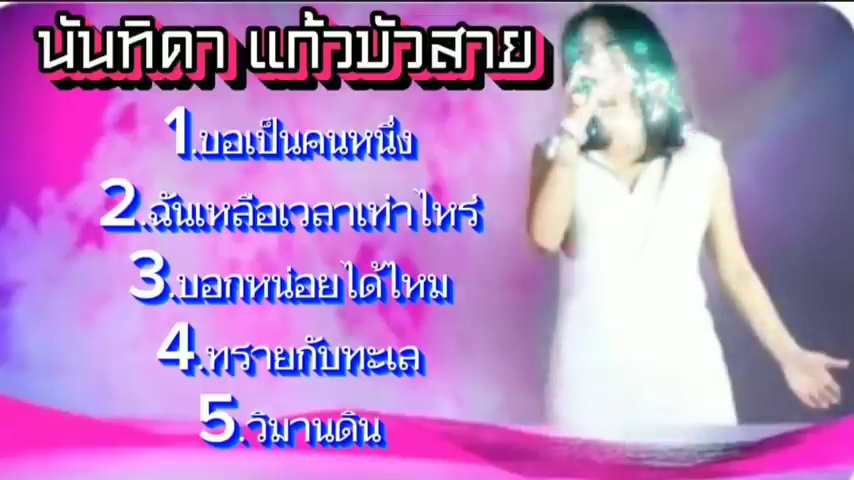 นันทิดา แก้วบัวสาย
1.ขอเป็นคนหนึ่ง
2.ฉันเหลือเวลาเท่าไหร่
3.บอกหน่อยได้ไหม
4.ทรายกับทะเล
5.วิมานดิน